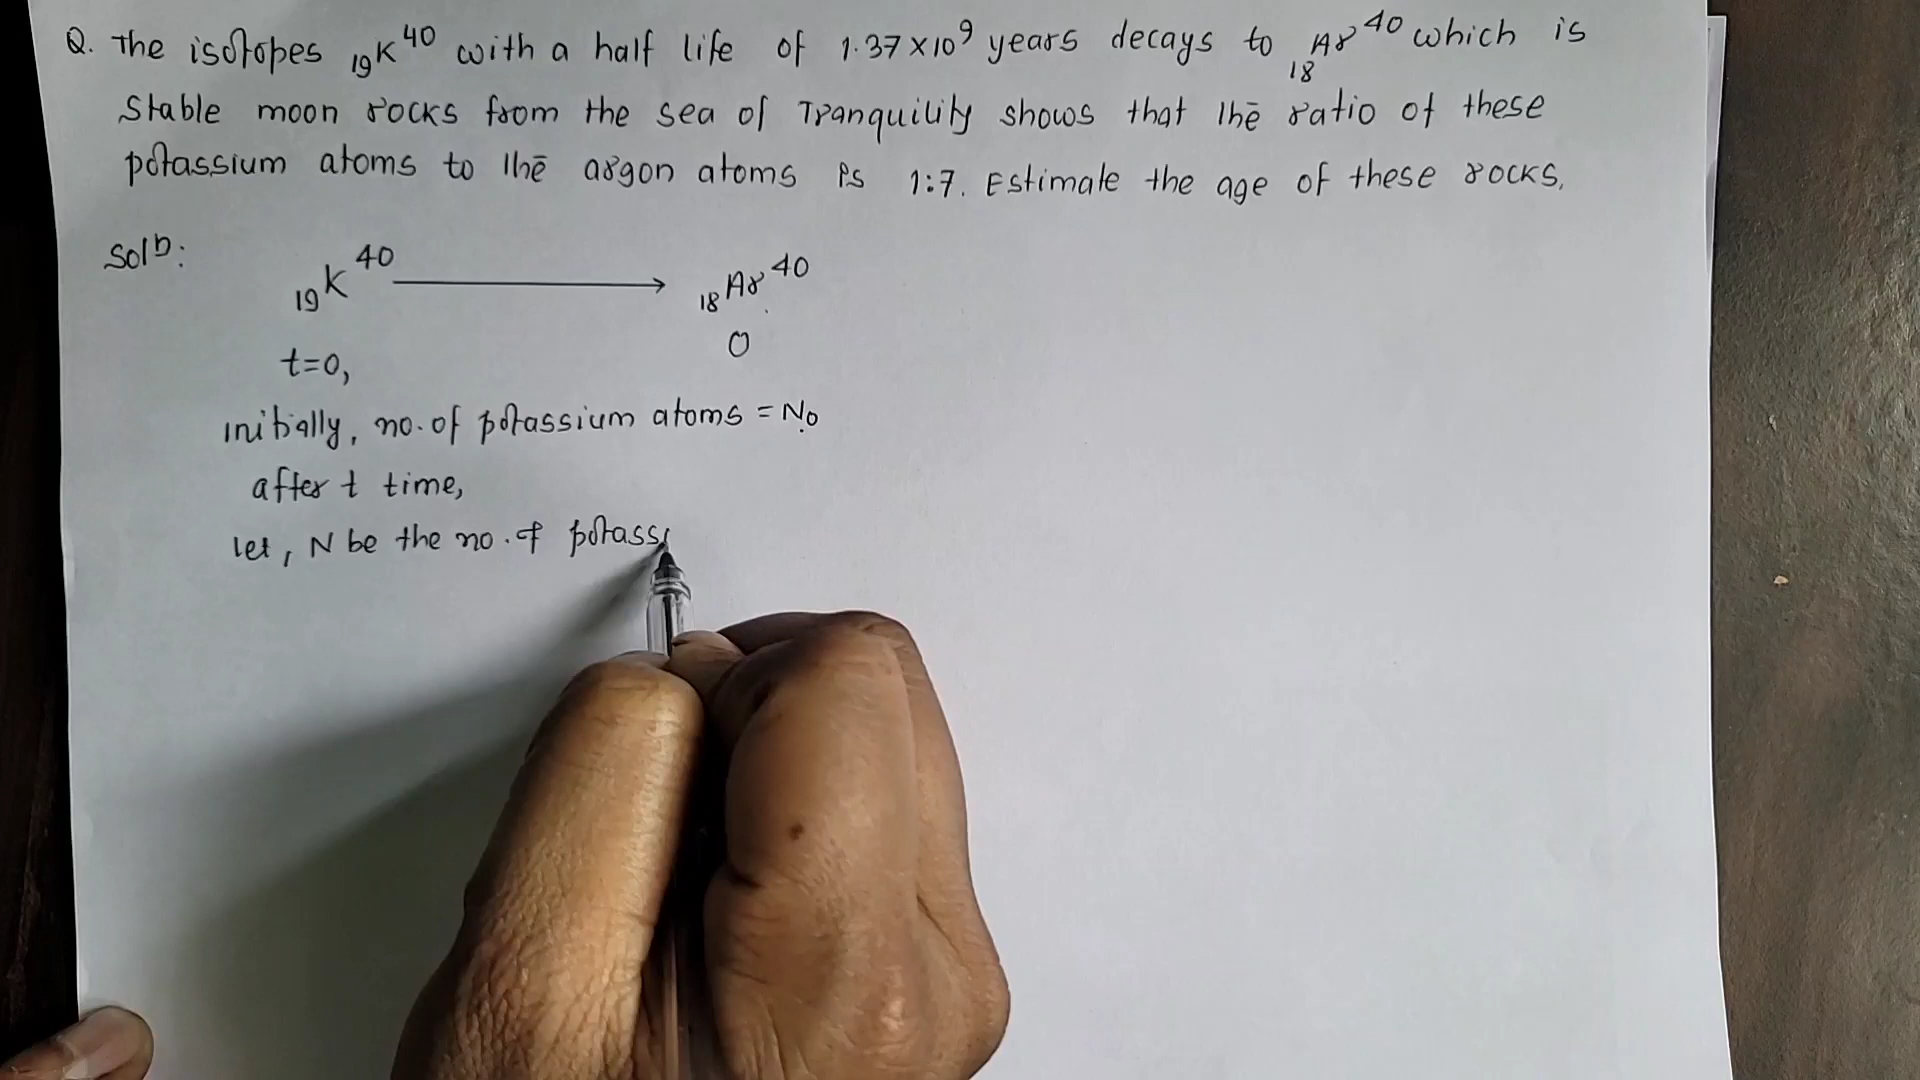 Q. The isotopes ₁₉K⁴⁰ with a half life of 1.37×10⁹ years decays to ₁₈Ar⁴⁰ which is
stable moon rocks from the sea of Tranquility shows that the ratio of these
potassium atoms to the argon atoms is 1:7. Estimate the age of these rocks.
Solⁿ:
₁₉K⁴⁰ ⟶ ₁₈Ar⁴⁰
0
t=0,
initially, no. of potassium atoms = N₀
after t time,
let, N be the no. of potassi